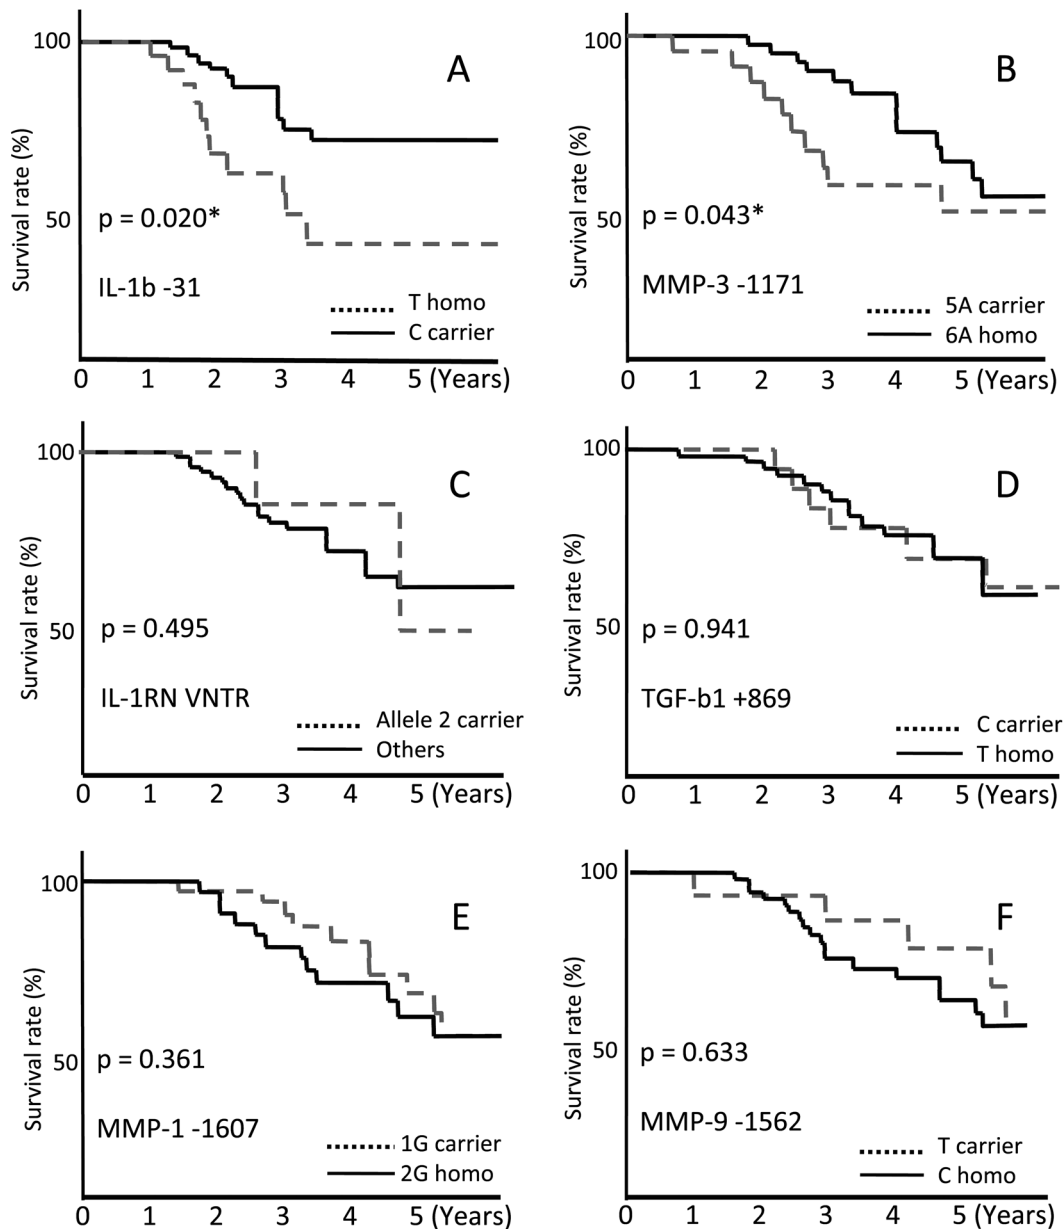 A
100
50
Survival rate (%)
p = 0.020*
IL-1b -31
T homo
C carrier
0 1 2 3 4 5 (Years)
B
100
50
Survival rate (%)
p = 0.043*
MMP-3 -1171
5A carrier
6A homo
0 1 2 3 4 5 (Years)
C
100
50
Survival rate (%)
p = 0.495
IL-1RN VNTR
Allele 2 carrier
Others
0 1 2 3 4 5 (Years)
D
100
50
Survival rate (%)
p = 0.941
TGF-b1 +869
C carrier
T homo
0 1 2 3 4 5 (Years)
E
100
50
Survival rate (%)
p = 0.361
MMP-1 -1607
1G carrier
2G homo
0 1 2 3 4 5 (Years)
F
100
50
Survival rate (%)
p = 0.633
MMP-9 -1562
T carrier
C homo
0 1 2 3 4 5 (Years)